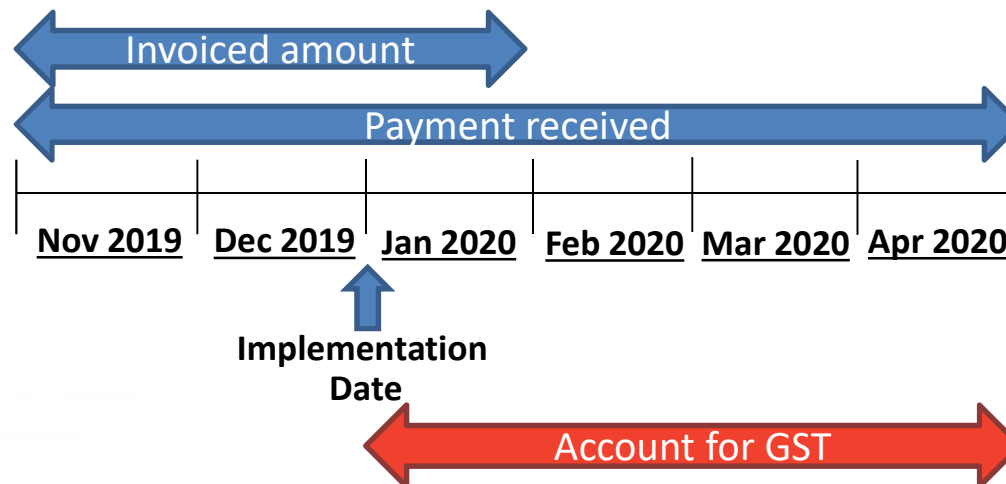 Invoiced amount
Payment received
Nov 2019 Dec 2019 Jan 2020 Feb 2020 Mar 2020 Apr 2020
Implementation
Date
Account for GST